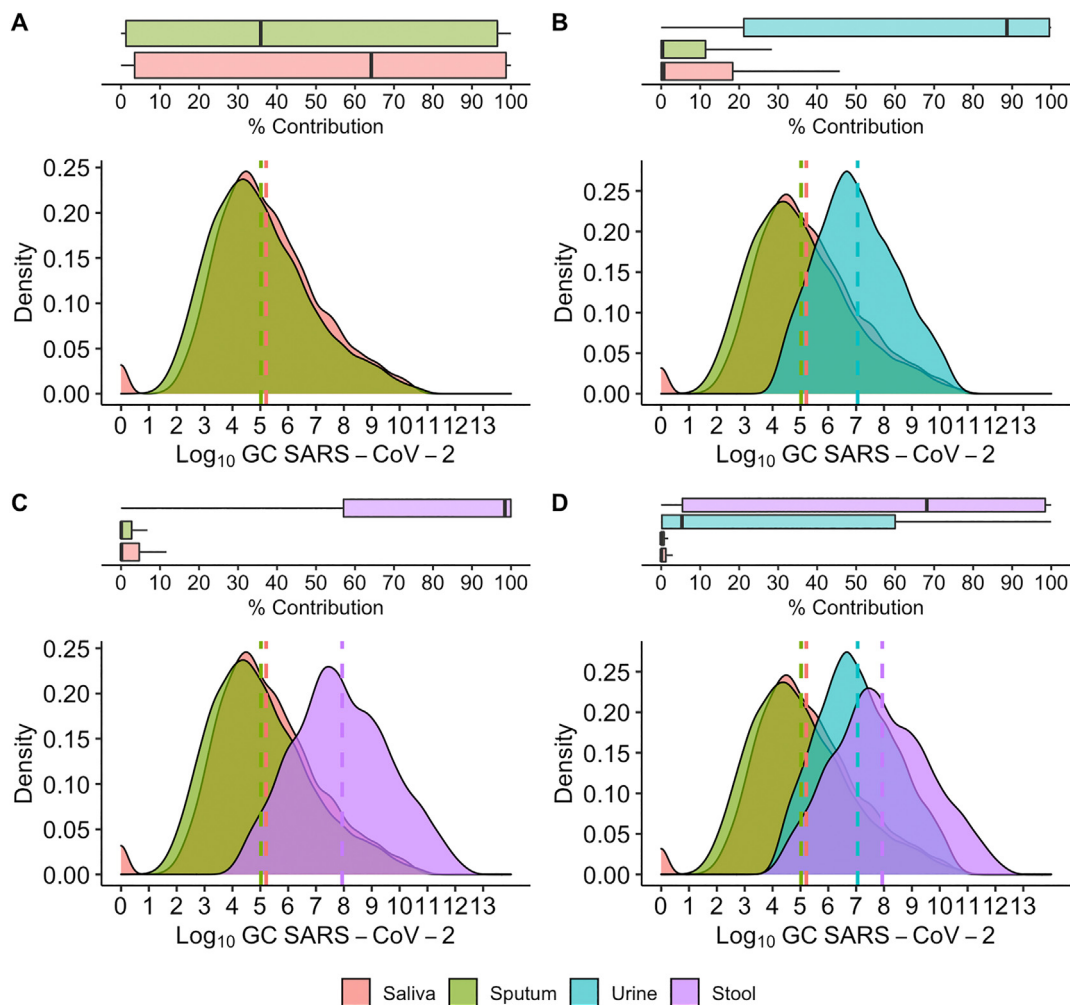 A
0 10 20 30 40 50 60 70 80 90 100
% Contribution
0.25
0.20
0.15
0.10
0.05
0.00
Density
0 1 2 3 4 5 6 7 8 9 10 11 12 13
Log₁₀ GC SARS – CoV – 2
B
0 10 20 30 40 50 60 70 80 90 100
% Contribution
0.25
0.20
0.15
0.10
0.05
0.00
Density
0 1 2 3 4 5 6 7 8 9 10 11 12 13
Log₁₀ GC SARS – CoV – 2
C
0 10 20 30 40 50 60 70 80 90 100
% Contribution
0.25
0.20
0.15
0.10
0.05
0.00
Density
0 1 2 3 4 5 6 7 8 9 10 11 12 13
Log₁₀ GC SARS – CoV – 2
D
0 10 20 30 40 50 60 70 80 90 100
% Contribution
0.25
0.20
0.15
0.10
0.05
0.00
Density
0 1 2 3 4 5 6 7 8 9 10 11 12 13
Log₁₀ GC SARS – CoV – 2
Saliva Sputum Urine Stool